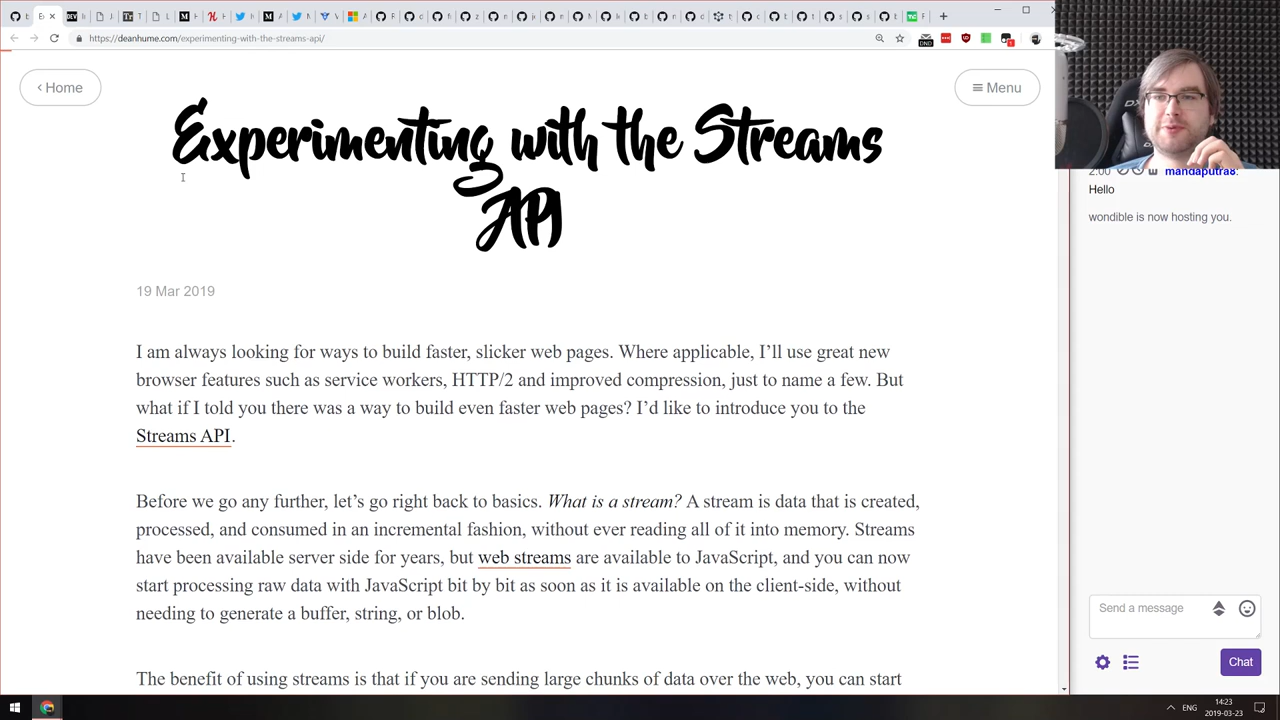 https://deanhume.com/experimenting-with-the-streams-api/
DND
Home
Menu
Experimenting with the Streams
API
19 Mar 2019
I am always looking for ways to build faster, slicker web pages. Where applicable, I’ll use great new
browser features such as service workers, HTTP/2 and improved compression, just to name a few. But
what if I told you there was a way to build even faster web pages? I’d like to introduce you to the
Streams API.
Before we go any further, let’s go right back to basics. What is a stream? A stream is data that is created,
processed, and consumed in an incremental fashion, without ever reading all of it into memory. Streams
have been available server side for years, but web streams are available to JavaScript, and you can now
start processing raw data with JavaScript bit by bit as soon as it is available on the client-side, without
needing to generate a buffer, string, or blob.
The benefit of using streams is that if you are sending large chunks of data over the web, you can start
2:00 mandaputra8:
Hello
wondible is now hosting you.
Send a message
Chat
ENG
14:23
2019-03-23